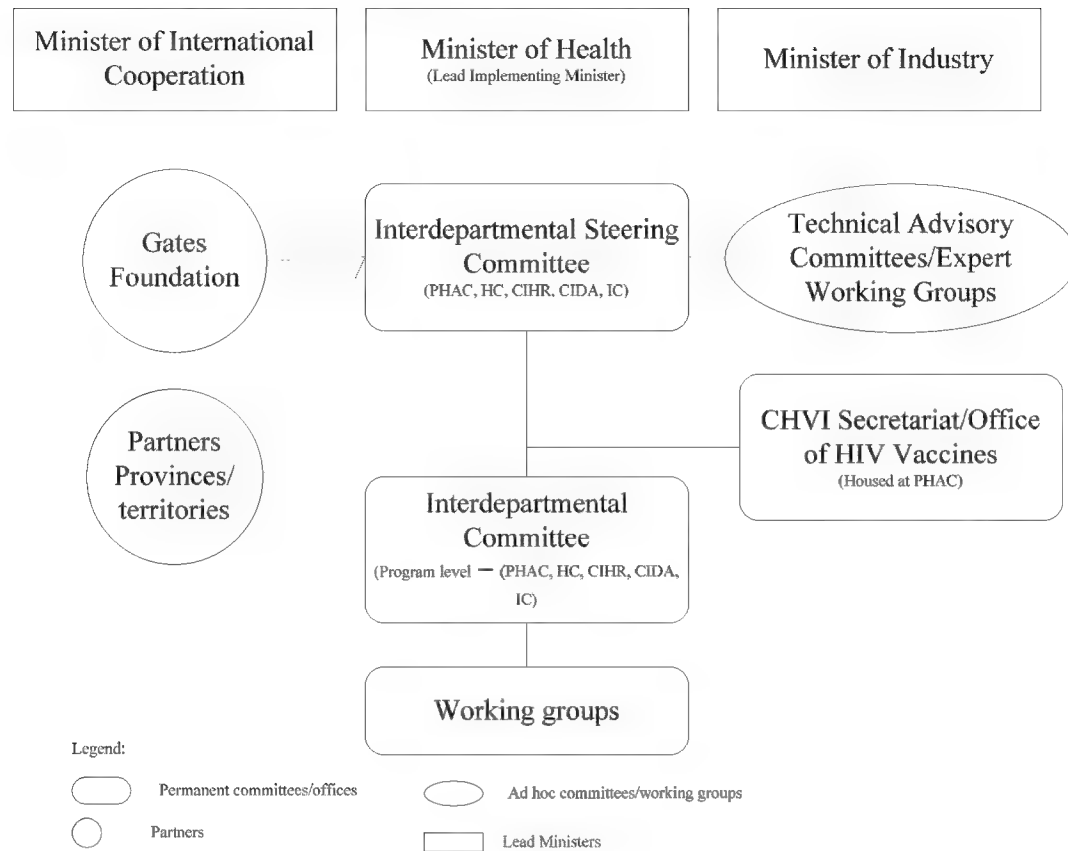 Minister of International
Cooperation
Minister of Health
(Lead Implementing Minister)
Minister of Industry
Gates
Foundation
Interdepartmental Steering
Committee
(PHAC, HC, CIHR, CIDA, IC)
Technical Advisory
Committees/Expert
Working Groups
Partners
Provinces/
territories
CHVI Secretariat/Office
of HIV Vaccines
(Housed at PHAC)
Interdepartmental
Committee
(Program level — (PHAC, HC, CIHR, CIDA,
IC)
Working groups
Legend:
Permanent committees/offices
Ad hoc committees/working groups
Partners
Lead Ministers